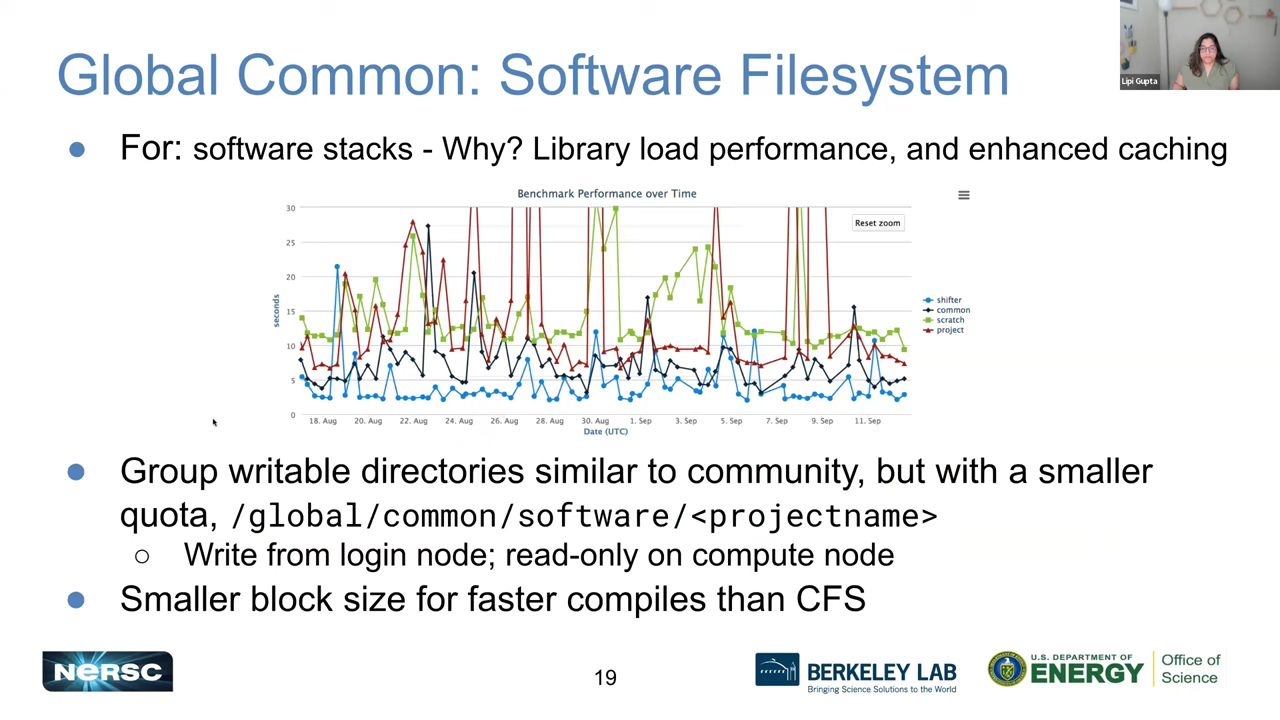 Global Common: Software Filesystem
Lipi Gupta
● For: software stacks - Why? Library load performance, and enhanced caching
Benchmark Performance over Time
Reset zoom
30
25
20
15
10
5
0
seconds
18. Aug 20. Aug 22. Aug 24. Aug 26. Aug 28. Aug 30. Aug 1. Sep 3. Sep 5. Sep 7. Sep 9. Sep 11. Sep
Date (UTC)
shifter
common
scratch
project
● Group writable directories similar to community, but with a smaller
quota, /global/common/software/<projectname>
○ Write from login node; read-only on compute node
● Smaller block size for faster compiles than CFS
NERSC
19
BERKELEY LAB
Bringing Science Solutions to the World
U.S. DEPARTMENT OF
ENERGY
Office of
Science